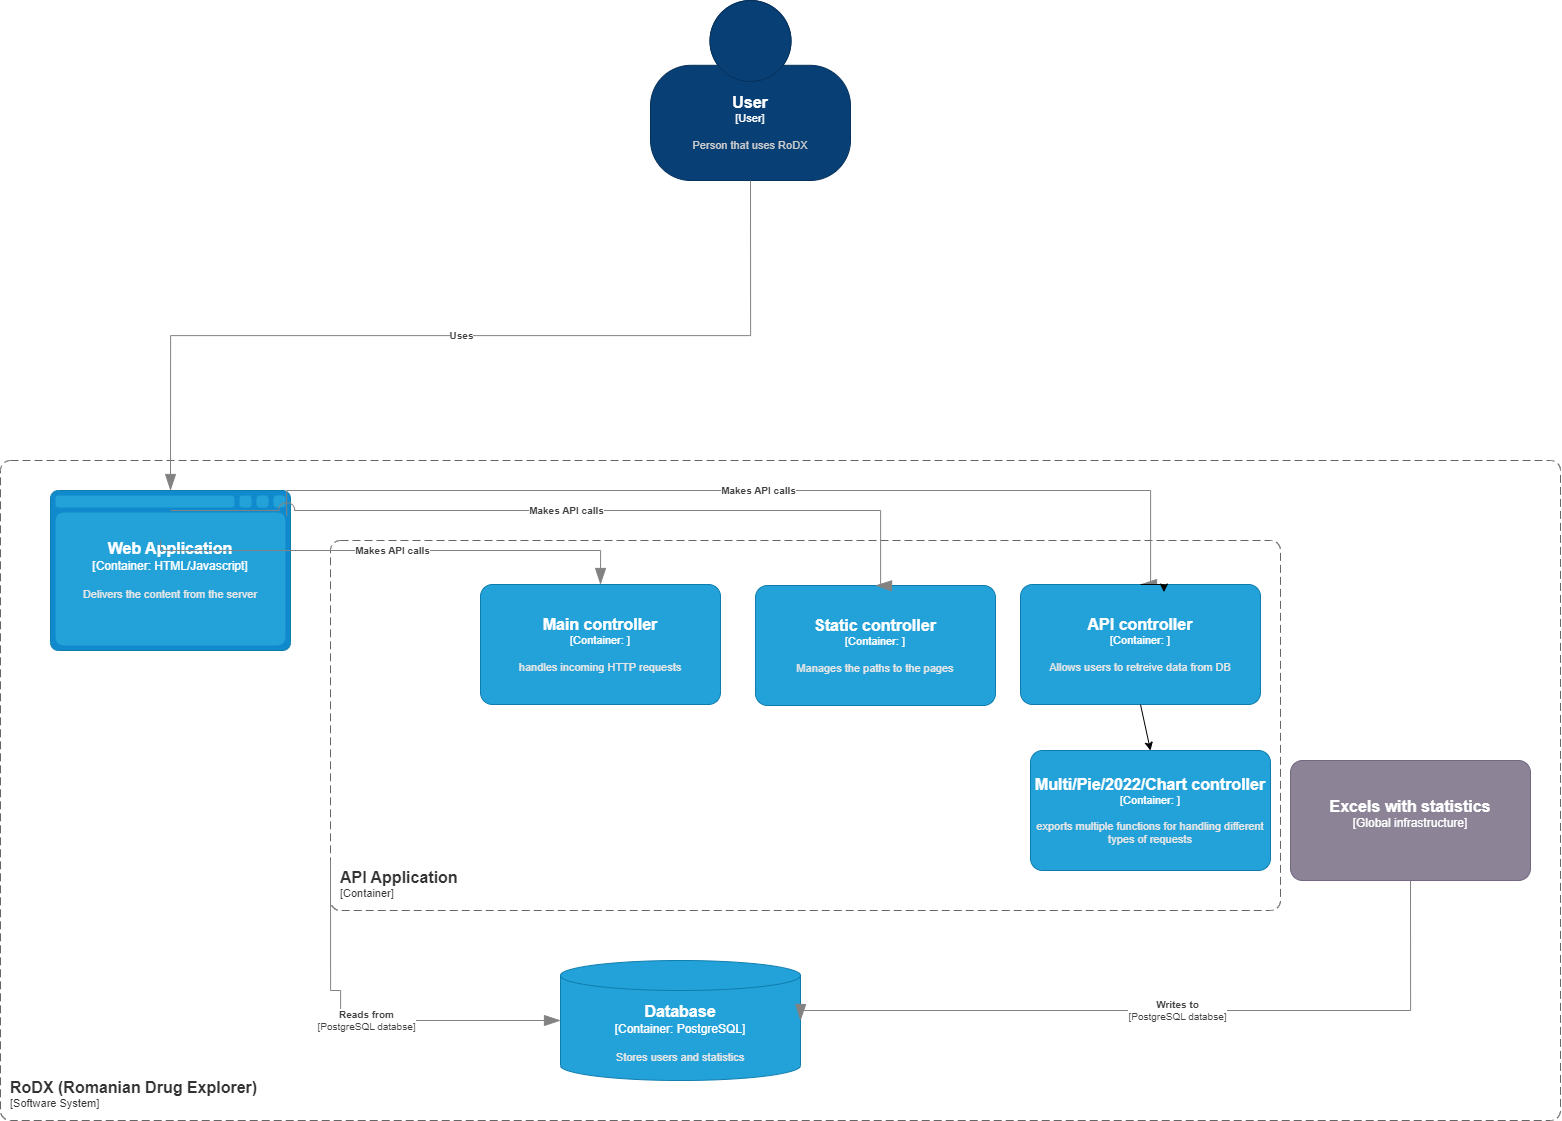 User
[User]
Person that uses RoDX
Uses
Makes API calls
Makes API calls
Makes API calls
Web Application
[Container: HTML/Javascript]
Delivers the content from the server
Main controller
[Container: ]
handles incoming HTTP requests
Static controller
[Container: ]
Manages the paths to the pages
API controller
[Container: ]
Allows users to retreive data from DB
Multi/Pie/2022/Chart controller
[Container: ]
exports multiple functions for handling different
types of requests
Excels with statistics
[Global infrastructure]
API Application
[Container]
Reads from
[PostgreSQL databse]
Database
[Container: PostgreSQL]
Stores users and statistics
Writes to
[PostgreSQL databse]
RoDX (Romanian Drug Explorer)
[Software System]